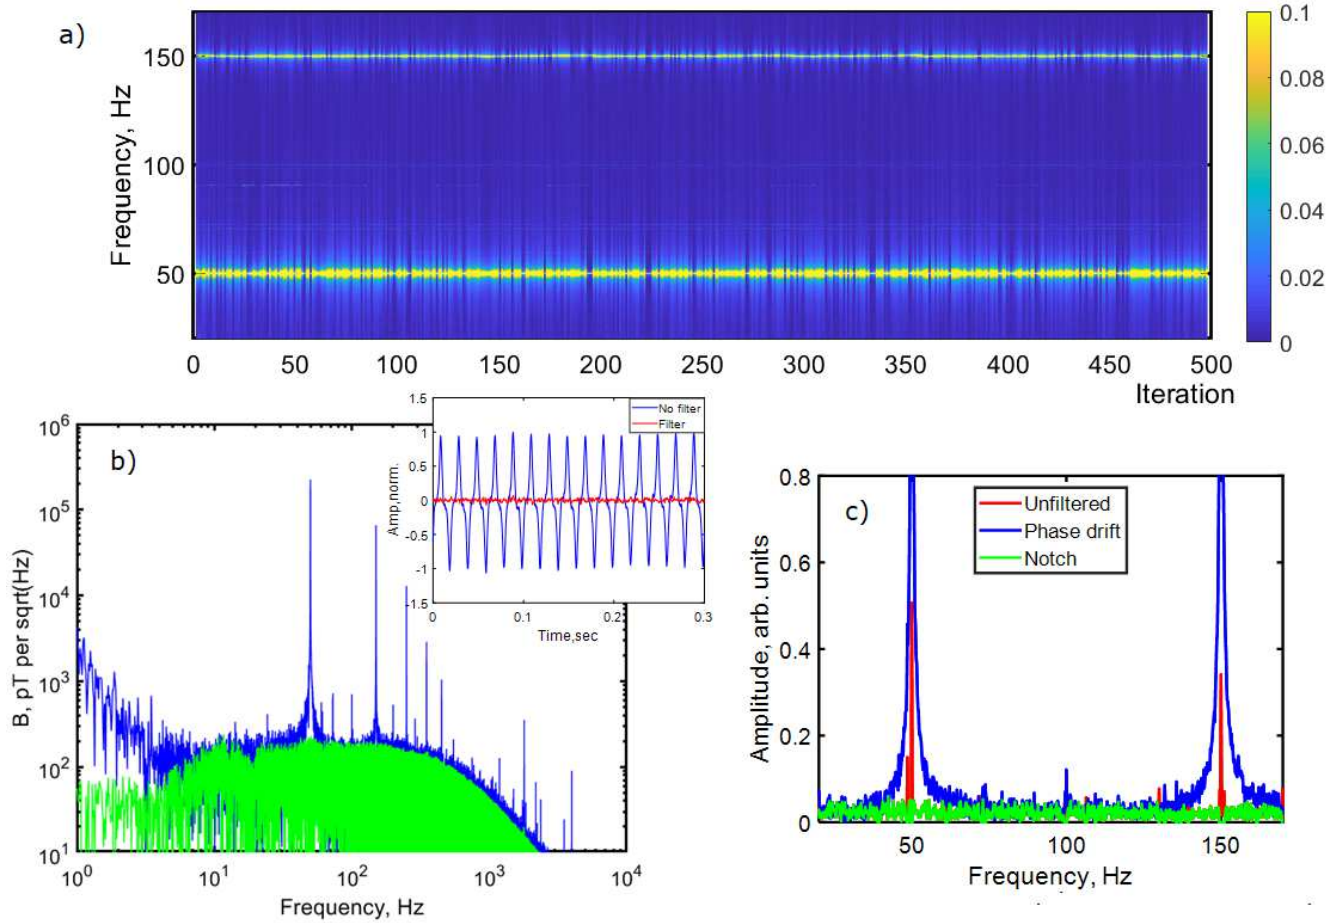 a)
Frequency, Hz
150
100
50
0 50 100 150 200 250 300 350 400 450 500
Iteration
0.1
0.08
0.06
0.04
0.02
0
b)
B, pT per sqrt(Hz)
10^6
10^5
10^4
10^3
10^2
10^1
10^0 10^1 10^2 10^3 10^4
Frequency, Hz
Amp,norm.
1.5
1
0.5
0
-0.5
-1
-1.5
0 0.1 0.2 0.3
Time,sec
No filter
Filter
c)
Amplitude, arb. units
0.8
0.6
0.4
0.2
0
50 100 150
Frequency, Hz
Unfiltered
Phase drift
Notch